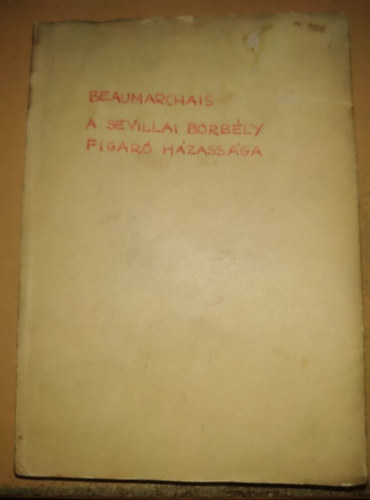 BEAUMARCHAIS
A SEVILLAI BORBÉLY
FIGARÓ HÁZASSÁGA